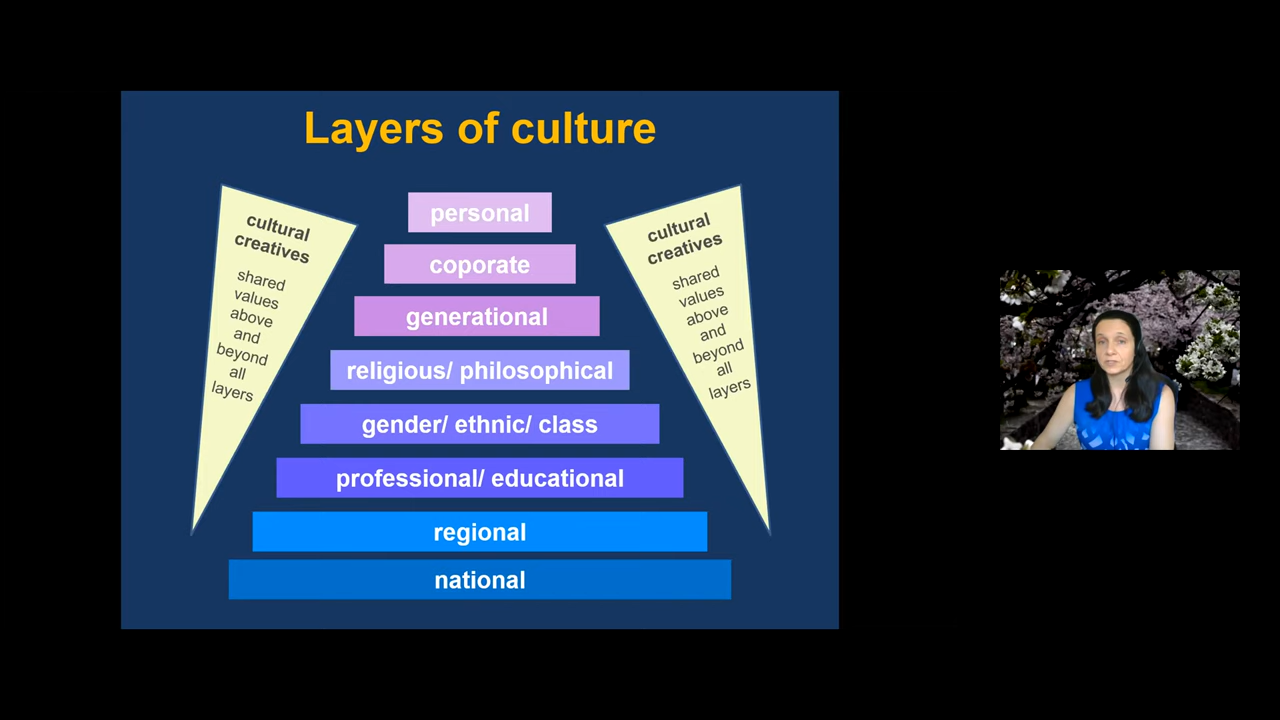 Layers of culture
cultural
creatives
shared
values
above
and
beyond
all
layers
personal
coporate
generational
religious/ philosophical
gender/ ethnic/ class
professional/ educational
regional
national
cultural
creatives
shared
values
above
and
beyond
all
layers